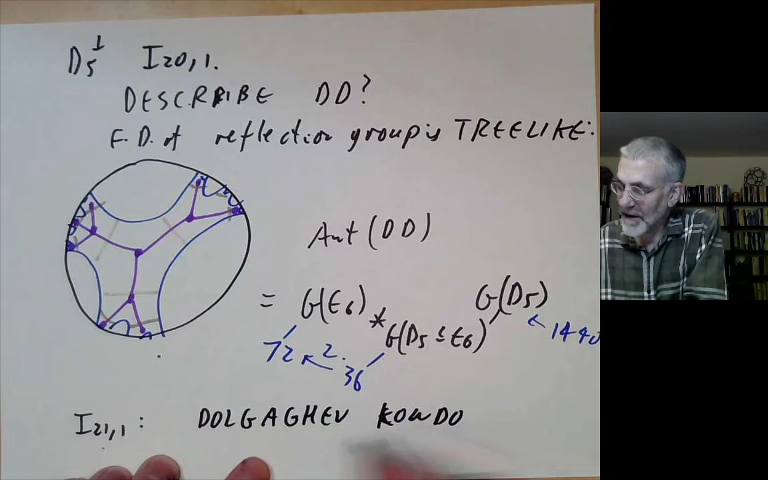 D5⊥ I20,1.
DESCRIBE DD?
F.D. of reflection group is TREELIKE:
Aut (DD)
= G(E6) * G(D5 ≤ E6) G(D5)
72 2. 36 1440
I21,1: DOLGAGHEV KONDO